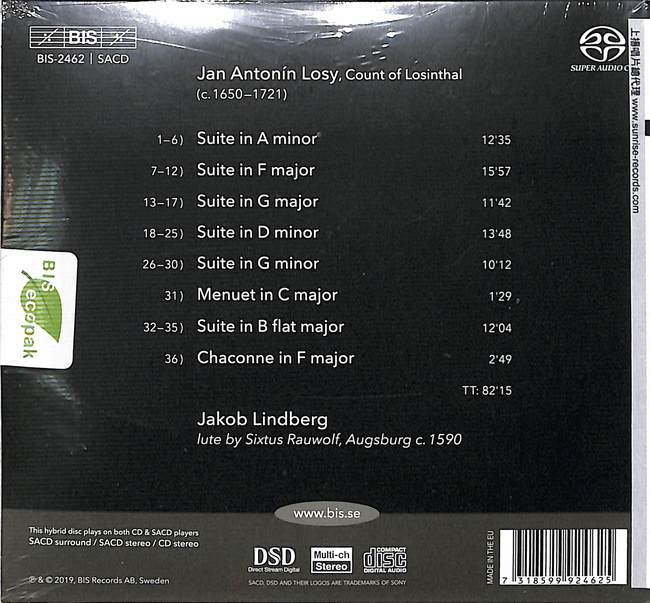 BIS
BIS-2462 | SACD
SUPER AUDIO C
Jan Antonín Losy, Count of Losinthal
(c. 1650–1721)
1–6) Suite in A minor 12'35
7–12) Suite in F major 15'57
13–17) Suite in G major 11'42
18–25) Suite in D minor 13'48
26–30) Suite in G minor 10'12
31) Menuet in C major 1'29
32–35) Suite in B flat major 12'04
36) Chaconne in F major 2'49
TT: 82'15
Jakob Lindberg
lute by Sixtus Rauwolf, Augsburg c. 1590
www.bis.se
This hybrid disc plays on both CD & SACD players
SACD surround / SACD stereo / CD stereo
℗ & © 2019, BIS Records AB, Sweden
DSD
Direct Stream Digital
Multi-ch
Stereo
COMPACT
disc
DIGITAL AUDIO
SACD, DSD AND THEIR LOGOS ARE TRADEMARKS OF SONY
MADE IN THE EU
7 318599 924625
BIS
ecopak
上揚唱片總代理 www.sunrise-records.com